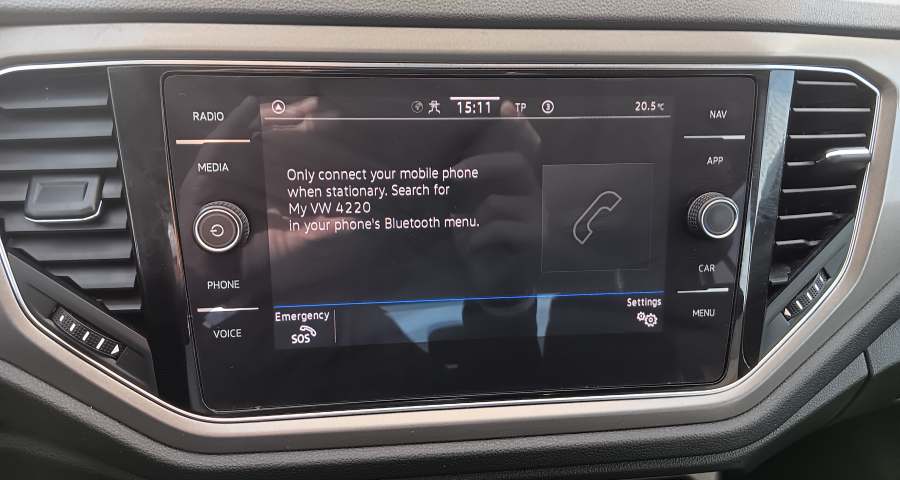 RADIO
MEDIA
PHONE
VOICE
15:11
TP
3
20.5°C
Only connect your mobile phone
when stationary. Search for
My VW 4220
in your phone's Bluetooth menu.
Emergency
SOS
Settings
NAV
APP
CAR
MENU